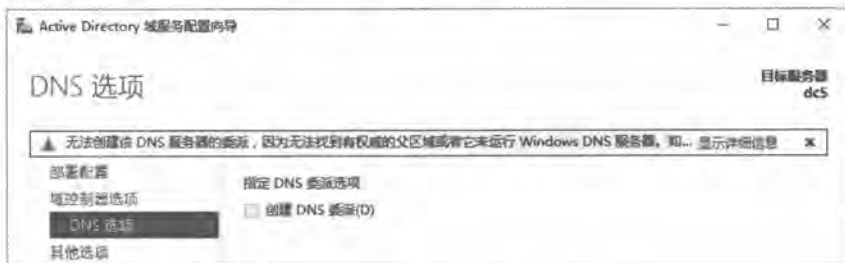 Active Directory 域服务配置向导
DNS 选项
目标服务器
dc5
无法创建该 DNS 服务器的委派，因为无法找到有权威的父区域或者它未运行 Windows DNS 服务器。如... 显示详细信息 ×
部署配置
域控制器选项
DNS 选项
其他选项
指定 DNS 委派选项
创建 DNS 委派(D)